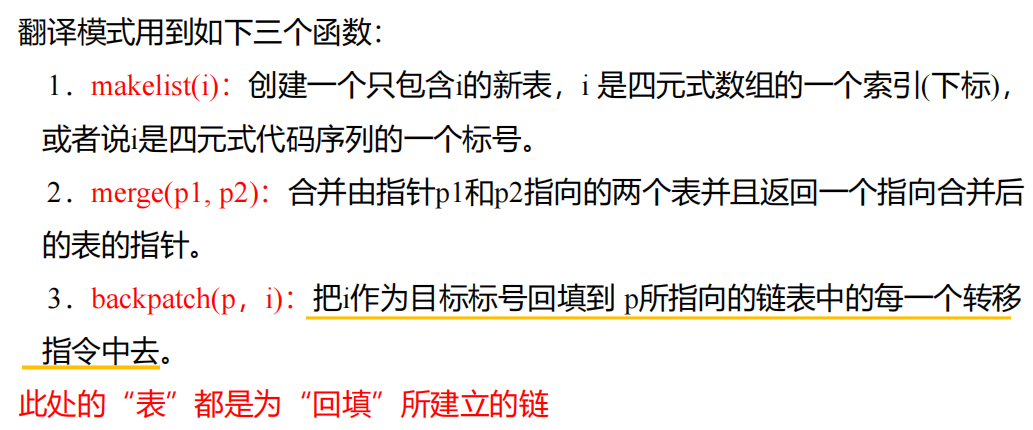 翻译模式用到如下三个函数：
1．makelist(i)：创建一个只包含i的新表，i 是四元式数组的一个索引(下标)，
或者说i是四元式代码序列的一个标号。
2．merge(p1, p2)：合并由指针p1和p2指向的两个表并且返回一个指向合并后
的表的指针。
3．backpatch(p，i)：把i作为目标标号回填到 p所指向的链表中的每一个转移
指令中去。
此处的“表”都是为“回填”所建立的链